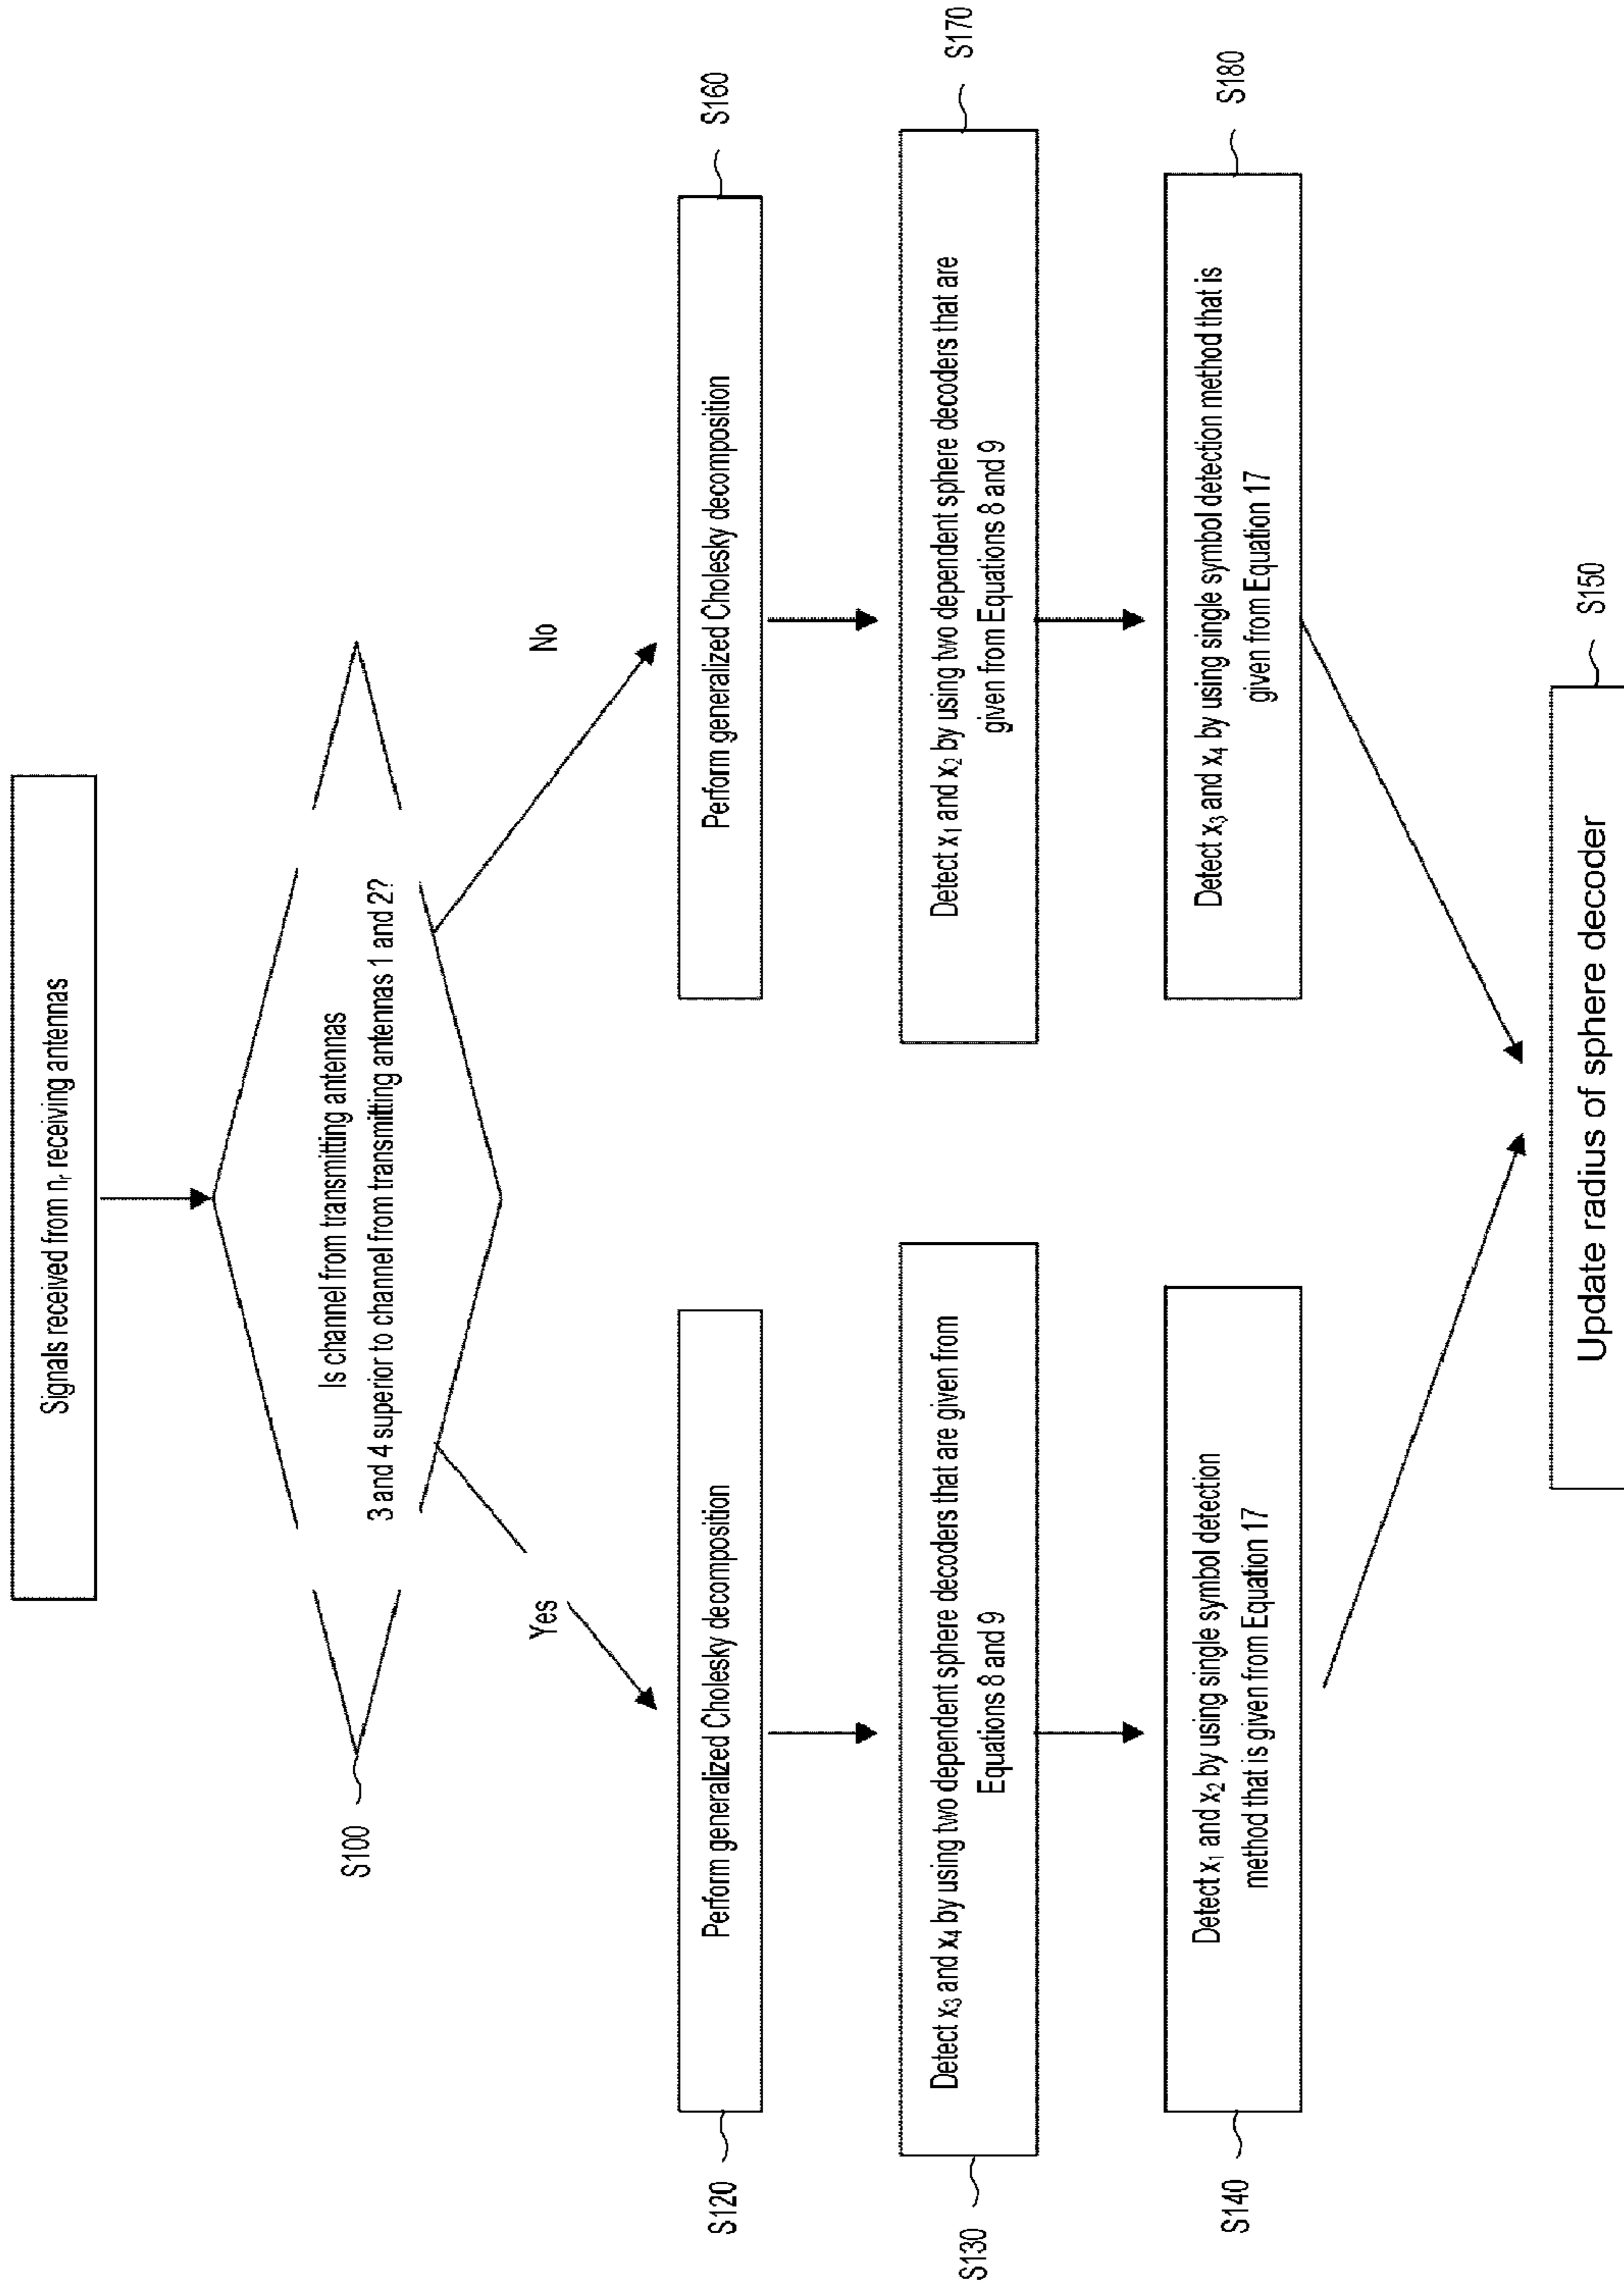 Signals received from nᵣ receiving antennas
Is channel from transmitting antennas
3 and 4 superior to channel from transmitting antennas 1 and 2?
S100
Yes
No
Perform generalized Cholesky decomposition
S120
Perform generalized Cholesky decomposition
S160
Detect x₃ and x₄ by using two dependent sphere decoders that are given from
Equations 8 and 9
S130
Detect x₁ and x₂ by using two dependent sphere decoders that are
given from Equations 8 and 9
S170
Detect x₁ and x₂ by using single symbol detection
method that is given from Equation 17
S140
Detect x₃ and x₄ by using single symbol detection method that is
given from Equation 17
S180
Update radius of sphere decoder
S150